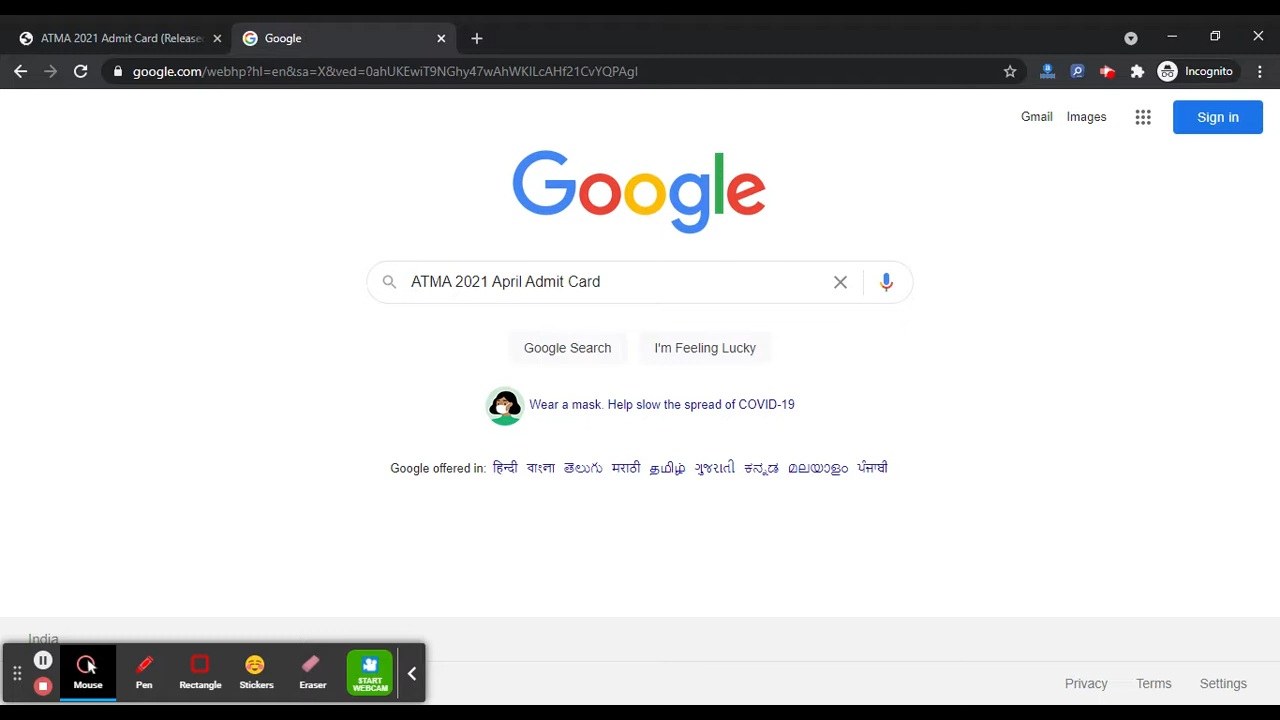 ATMA 2021 Admit Card (Release
Google
google.com/webhp?hl=en&sa=X&ved=0ahUKEwiT9NGhy47wAhWKILcAHf21CvYQPAgI
Incognito
Gmail
Images
Sign in
Google
ATMA 2021 April Admit Card
Google Search
I'm Feeling Lucky
Wear a mask. Help slow the spread of COVID-19
Google offered in: हिन्दी বাংলা తెలుగు मराठी தமிழ் ગુજરાતી ಕನ್ನಡ മലയാളം ਪੰਜਾਬੀ
India
Mouse
Pen
Rectangle
Stickers
Eraser
START
WEBCAM
Privacy
Terms
Settings